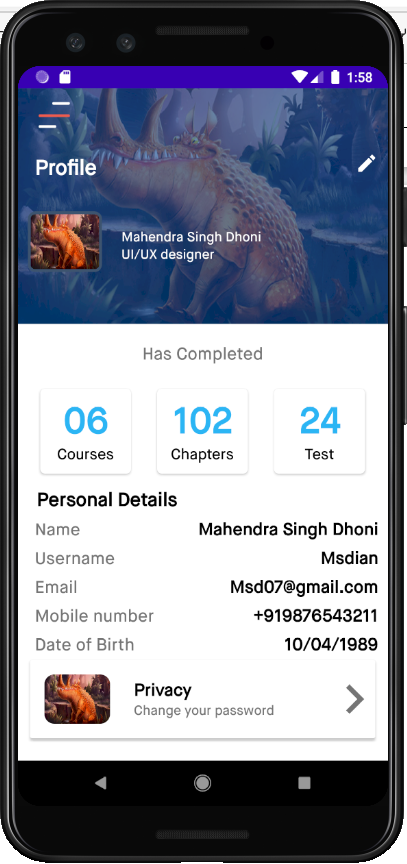 1:58
Profile
Mahendra Singh Dhoni
UI/UX designer
Has Completed
06 102 24
Courses Chapters Test
Personal Details
Name Mahendra Singh Dhoni
Username Msdian
Email Msd07@gmail.com
Mobile number +919876543211
Date of Birth 10/04/1989
Privacy
Change your password